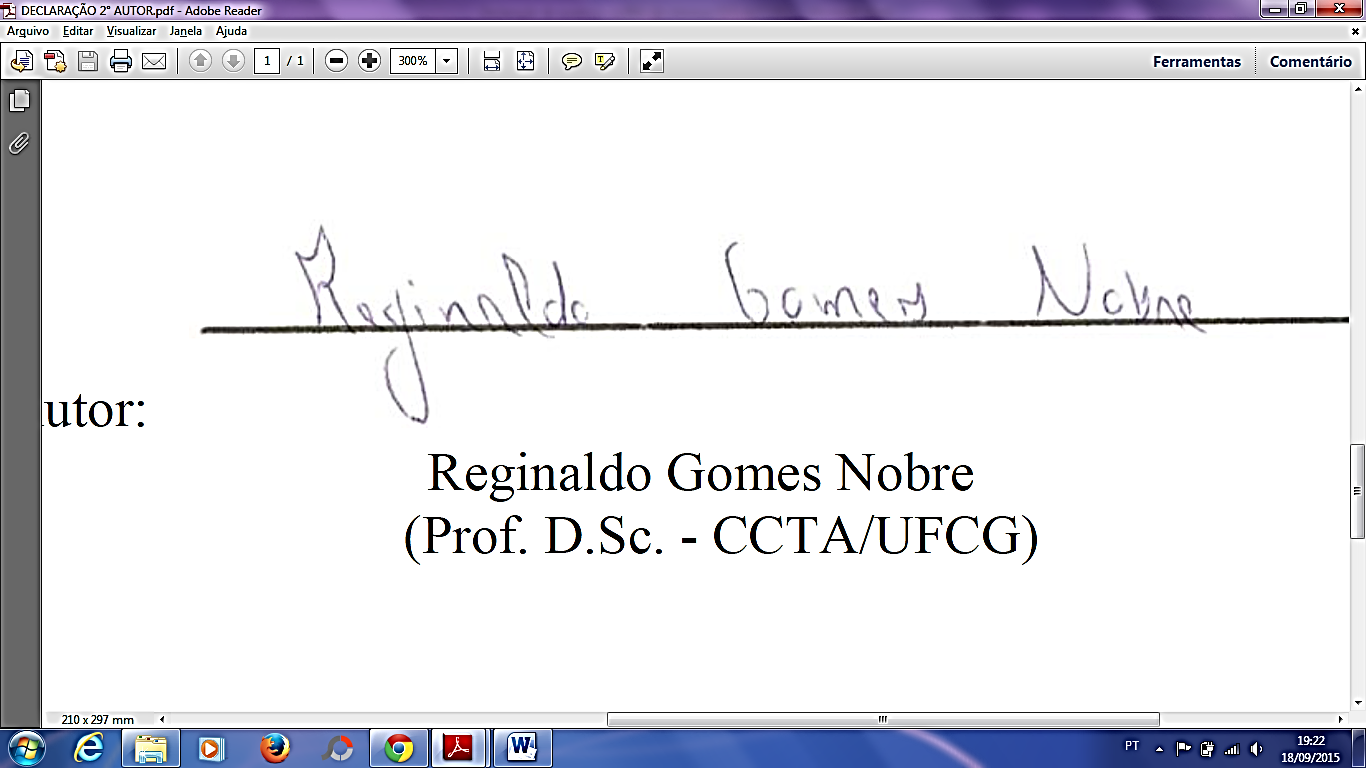 DECLARAÇÃO 2° AUTOR.pdf - Adobe Reader
Arquivo Editar Visualizar Janela Ajuda
1 / 1 300% Ferramentas Comentário
Reginaldo Gomes Nobre
utor:
Reginaldo Gomes Nobre
(Prof. D.Sc. - CCTA/UFCG)
210 x 297 mm
PT 19:22
18/09/2015